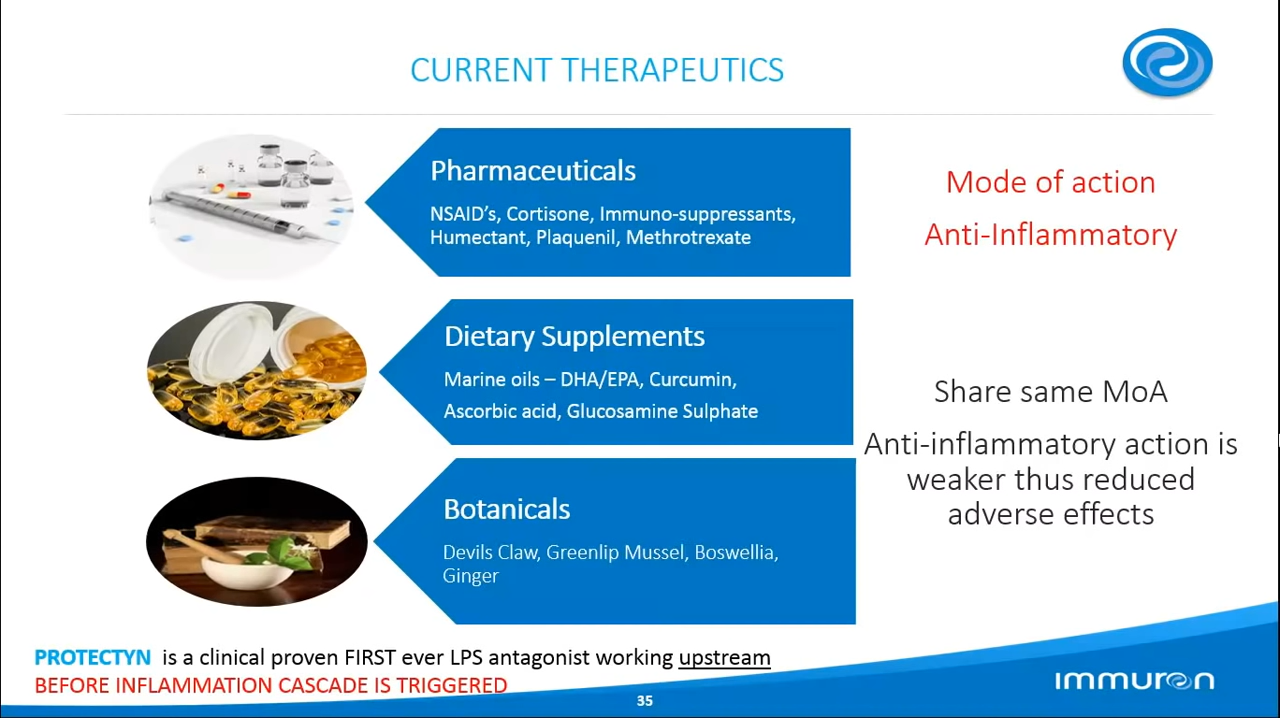 CURRENT THERAPEUTICS
Pharmaceuticals
NSAID's, Cortisone, Immuno-suppressants,
Humectant, Plaquenil, Methrotrexate
Mode of action
Anti-Inflammatory
Dietary Supplements
Marine oils – DHA/EPA, Curcumin,
Ascorbic acid, Glucosamine Sulphate
Share same MoA
Anti-inflammatory action is
weaker thus reduced
adverse effects
Botanicals
Devils Claw, Greenlip Mussel, Boswellia,
Ginger
PROTECTYN is a clinical proven FIRST ever LPS antagonist working upstream
BEFORE INFLAMMATION CASCADE IS TRIGGERED
35
immuron